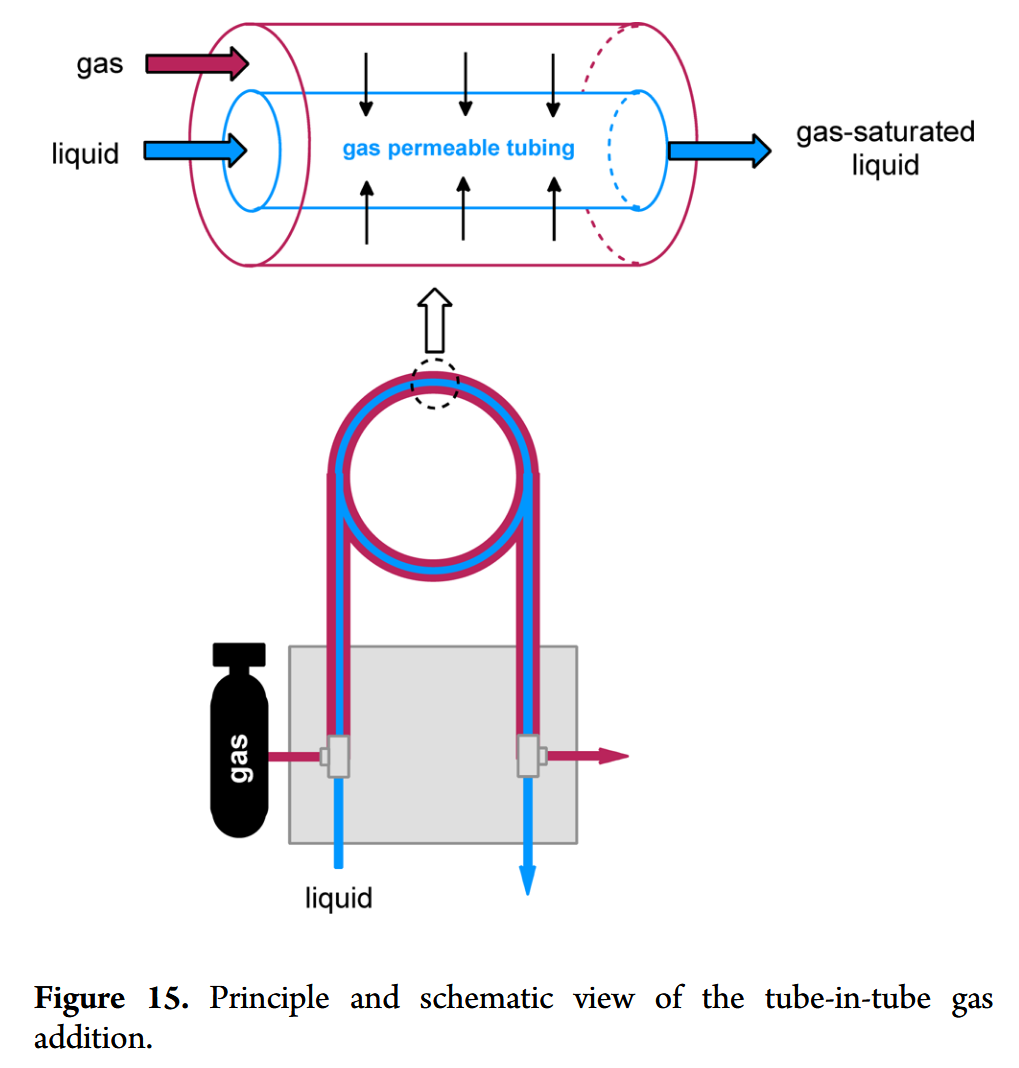 gas
liquid
gas permeable tubing
gas-saturated
liquid
gas
liquid
Figure 15. Principle and schematic view of the tube-in-tube gas
addition.